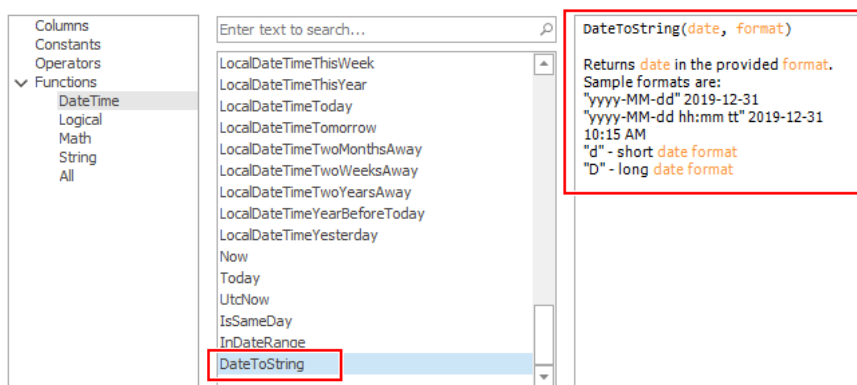 Columns
Constants
Operators
Functions
DateTime
Logical
Math
String
All
Enter text to search...
LocalDateTimeThisWeek
LocalDateTimeThisYear
LocalDateTimeToday
LocalDateTimeTomorrow
LocalDateTimeTwoMonthsAway
LocalDateTimeTwoWeeksAway
LocalDateTimeTwoYearsAway
LocalDateTimeYearBeforeToday
LocalDateTimeYesterday
Now
Today
UtcNow
IsSameDay
InDateRange
DateToString
DateToString(date, format)
Returns date in the provided format.
Sample formats are:
"yyyy-MM-dd" 2019-12-31
"yyyy-MM-dd hh:mm tt" 2019-12-31
10:15 AM
"d" - short date format
"D" - long date format